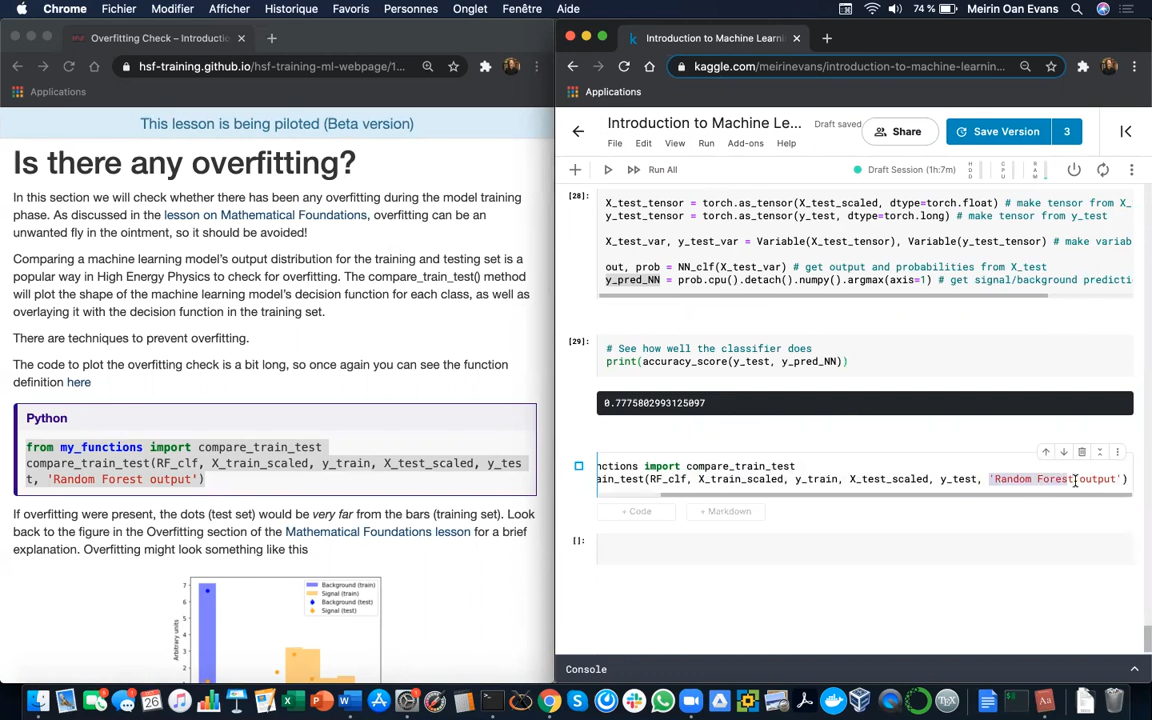 Chrome Fichier Modifier Afficher Historique Favoris Personnes Onglet Fenêtre Aide 74 % Meirin Oan Evans
Overfitting Check – Introductio
hsf-training.github.io/hsf-training-ml-webpage/1...
Applications
This lesson is being piloted (Beta version)
Is there any overfitting?
In this section we will check whether there has been any overfitting during the model training
phase. As discussed in the lesson on Mathematical Foundations, overfitting can be an
unwanted fly in the ointment, so it should be avoided!
Comparing a machine learning model's output distribution for the training and testing set is a
popular way in High Energy Physics to check for overfitting. The compare_train_test() method
will plot the shape of the machine learning model's decision function for each class, as well as
overlaying it with the decision function in the training set.
There are techniques to prevent overfitting.
The code to plot the overfitting check is a bit long, so once again you can see the function
definition here
Python
from my_functions import compare_train_test
compare_train_test(RF_clf, X_train_scaled, y_train, X_test_scaled, y_tes
t, 'Random Forest output')
If overfitting were present, the dots (test set) would be very far from the bars (training set). Look
back to the figure in the Overfitting section of the Mathematical Foundations lesson for a brief
explanation. Overfitting might look something like this
Arbitrary units
7
6
5
4
3
2
1
Background (train)
Signal (train)
Background (test)
Signal (test)
Introduction to Machine Learni
kaggle.com/meirinevans/introduction-to-machine-learnin...
Applications
Introduction to Machine Le... Draft saved
File Edit View Run Add-ons Help
Share
Save Version 3
Run All
Draft Session (1h:7m)
HDD CPU RAM
[28]:
X_test_tensor = torch.as_tensor(X_test_scaled, dtype=torch.float) # make tensor from X_
y_test_tensor = torch.as_tensor(y_test, dtype=torch.long) # make tensor from y_test
X_test_var, y_test_var = Variable(X_test_tensor), Variable(y_test_tensor) # make variab
out, prob = NN_clf(X_test_var) # get output and probabilities from X_test
y_pred_NN = prob.cpu().detach().numpy().argmax(axis=1) # get signal/background predictio
[29]:
# See how well the classifier does
print(accuracy_score(y_test, y_pred_NN))
0.7775802993125097
nctions import compare_train_test
ain_test(RF_clf, X_train_scaled, y_train, X_test_scaled, y_test, 'Random Forest output')
+ Code
+ Markdown
[]:
Console
26